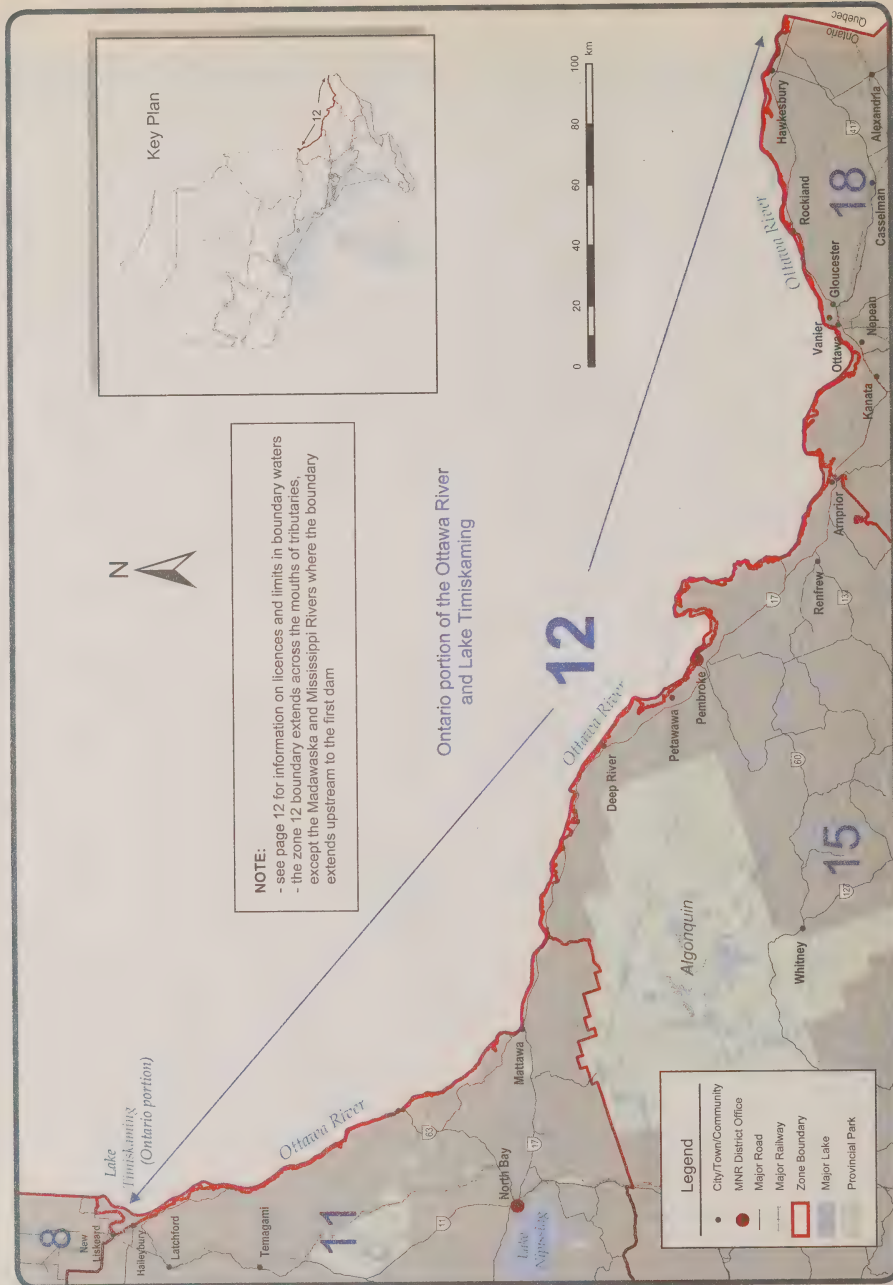 Key Plan
12
N
NOTE:
- see page 12 for information on licences and limits in boundary waters
- the zone 12 boundary extends across the mouths of tributaries,
except the Madawaska and Mississippi Rivers where the boundary
extends upstream to the first dam
Ontario portion of the Ottawa River
and Lake Timiskaming
12
0
20
40
60
80
100
km
8
New
Liskeard
Haileybury
Lake
Timiskaming
(Ontario portion)
Latchford
Temagami
11
11
Ottawa River
63
North Bay
Lake
Nipissing
17
Mattawa
Ottawa River
Deep River
Petawawa
Pembroke
Algonquin
Whitney
127
60
15
17
Renfrew
132
Arnprior
Kanata
Nepean
Ottawa
Vanier
Gloucester
Ottawa River
Rockland
18
417
Casselman
Hawkesbury
Alexandria
Ontario
Quebec
Legend
City/Town/Community
MNR District Office
Major Road
Major Railway
Zone Boundary
Major Lake
Provincial Park